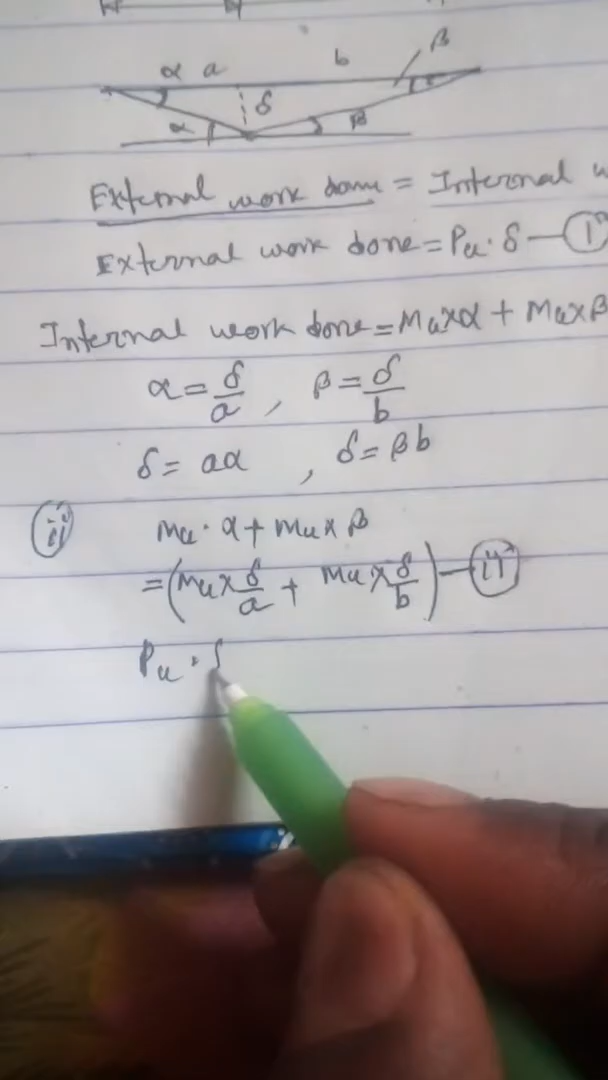 α a b β
δ
α β
External work done = Internal w
External work done = Pu · δ — ①
Internal work done = Mu×α + Mu×β
α = δ/a , β = δ/b
δ = aα , δ = βb
(ii) Mu · α + Mu × β
= (Mu × δ/a + Mu × δ/b) — (ii)
Pu · δ